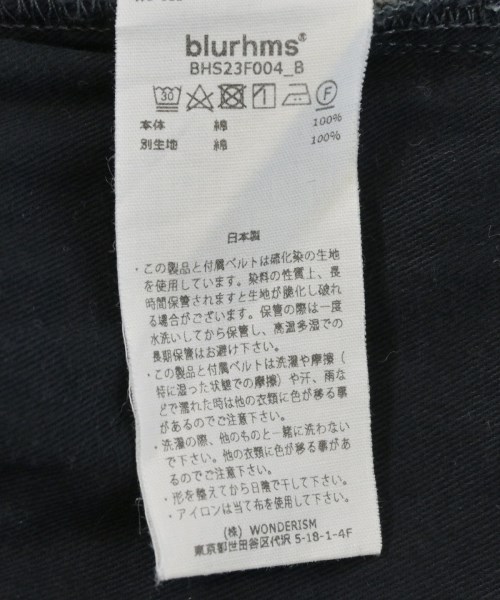 blurhms®
BHS23F004_B
30 F
本体 綿 100%
別生地 綿 100%
日本製
・この製品と付属ベルトは硫化染の生地
を使用しています。染料の性質上、長
時間保管されますと生地が脆化し破れ
る場合がございます。保管の際は一度
水洗いしてから保管し、高温多湿での
長期保管はお避け下さい。
・この製品と付属ベルトは洗濯や摩擦（
特に湿った状態での摩擦）や汗、雨な
どで濡れた時は他の衣類に色が移る事
があるのでご注意下さい。
・洗濯の際、他のものと一緒に洗わない
で下さい。他の衣類に色が移る事があ
るのでご注意下さい。
・形を整えてから日陰で干して下さい。
・アイロンは当て布を使用して下さい。
(株) WONDERISM
東京都世田谷区代沢 5-18-1-4F